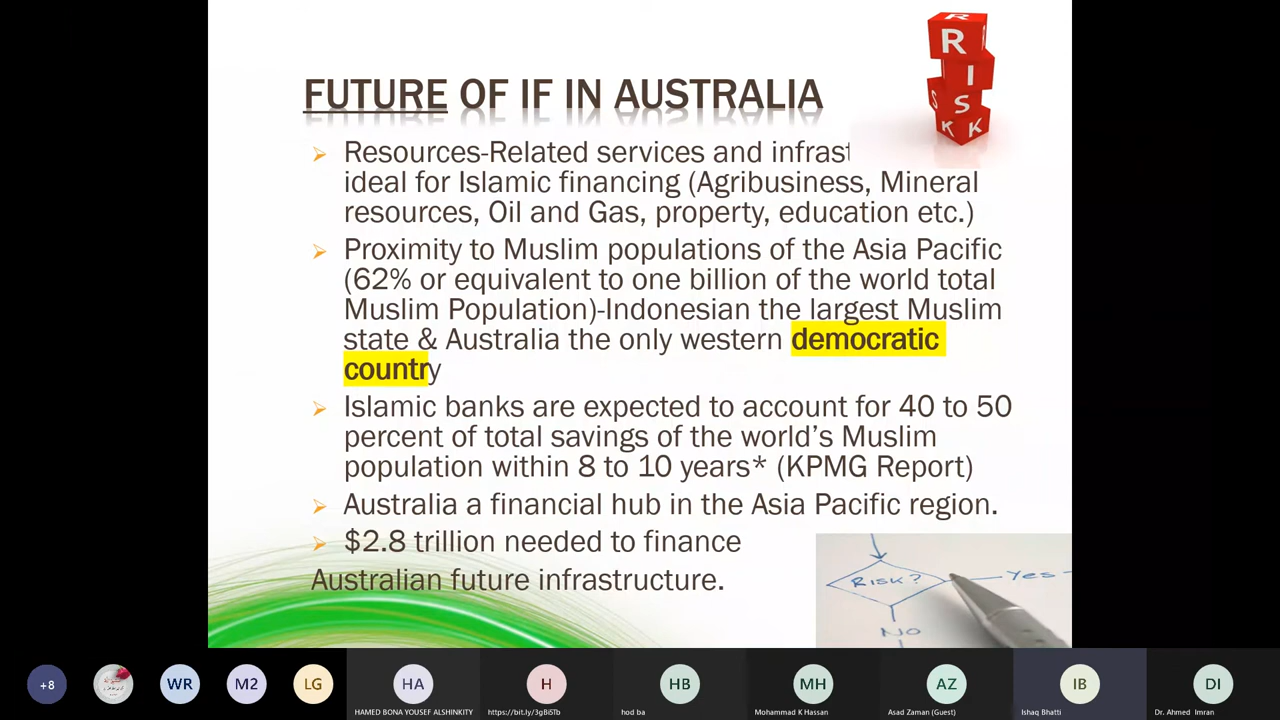 R
R I
S S
K K
FUTURE OF IF IN AUSTRALIA
Resources-Related services and infrast
ideal for Islamic financing (Agribusiness, Mineral
resources, Oil and Gas, property, education etc.)
Proximity to Muslim populations of the Asia Pacific
(62% or equivalent to one billion of the world total
Muslim Population)-Indonesian the largest Muslim
state & Australia the only western democratic
country
Islamic banks are expected to account for 40 to 50
percent of total savings of the world’s Muslim
population within 8 to 10 years* (KPMG Report)
Australia a financial hub in the Asia Pacific region.
$2.8 trillion needed to finance
Australian future infrastructure.
RISK? Yes
NO
+8 WR M2 LG HA H HB MH AZ IB DI
HAMED BONA YOUSEF ALSHINKITY https://bit.ly/3gBiSTb hod ba Mohammad K Hassan Asad Zaman (Guest) Ishaq Bhatti Dr. Ahmed Imran